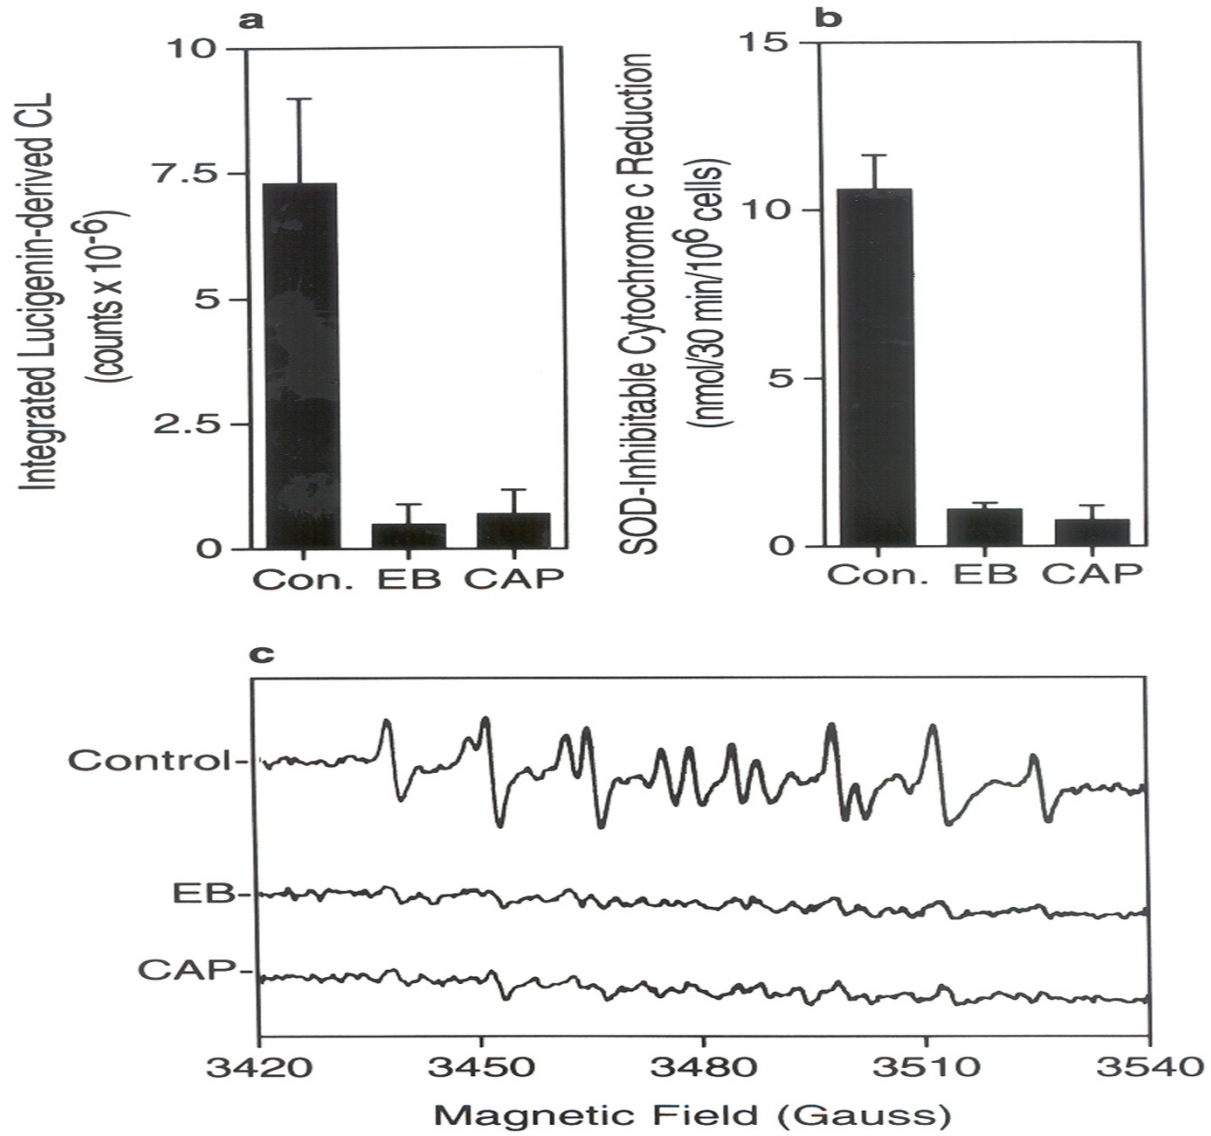 a
Integrated Lucigenin-derived CL
(counts x 10-6)
10
7.5
5
2.5
0
Con. EB CAP
b
SOD-Inhibitable Cytochrome c Reduction
(nmol/30 min/106 cells)
15
10
5
0
Con. EB CAP
c
Control-
EB-
CAP-
3420 3450 3480 3510 3540
Magnetic Field (Gauss)